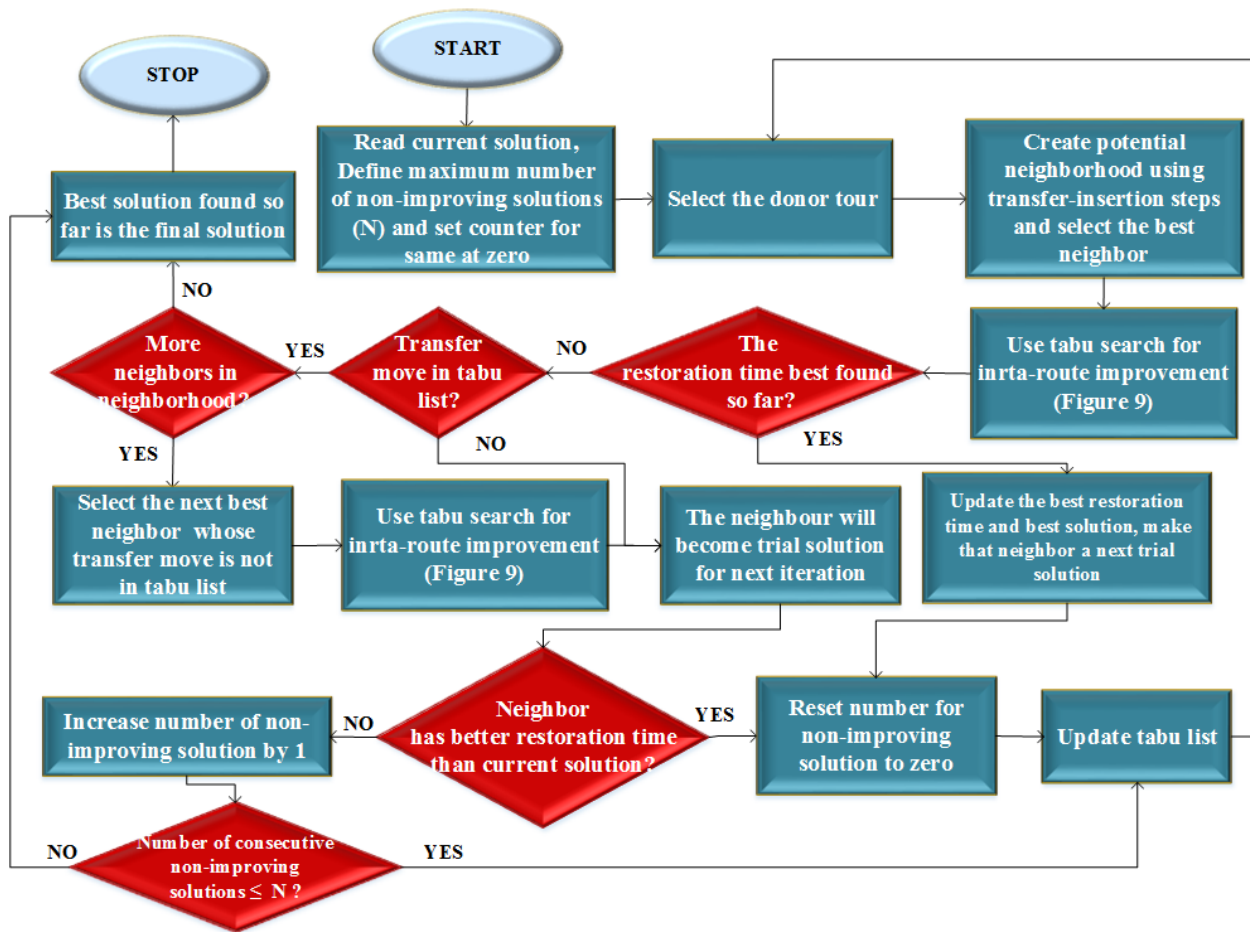 START
STOP
Read current solution,
Define maximum number
of non-improving solutions
(N) and set counter for
same at zero
Select the donor tour
Create potential
neighborhood using
transfer-insertion steps
and select the best
neighbor
Best solution found so
far is the final solution
NO
More
neighbors in
neighborhood?
YES
Transfer
move in tabu
list?
NO
The
restoration time best found
so far?
Use tabu search for
inrta-route improvement
(Figure 9)
YES
NO
YES
Select the next best
neighbor whose
transfer move is not
in tabu list
Use tabu search for
inrta-route improvement
(Figure 9)
The neighbour will
become trial solution
for next iteration
Update the best restoration
time and best solution, make
that neighbor a next trial
solution
Increase number of non-
improving solution by 1
NO
Neighbor
has better restoration time
than current solution?
YES
Reset number for
non-improving
solution to zero
Update tabu list
NO
Number of consecutive
non-improving
solutions ≤ N ?
YES